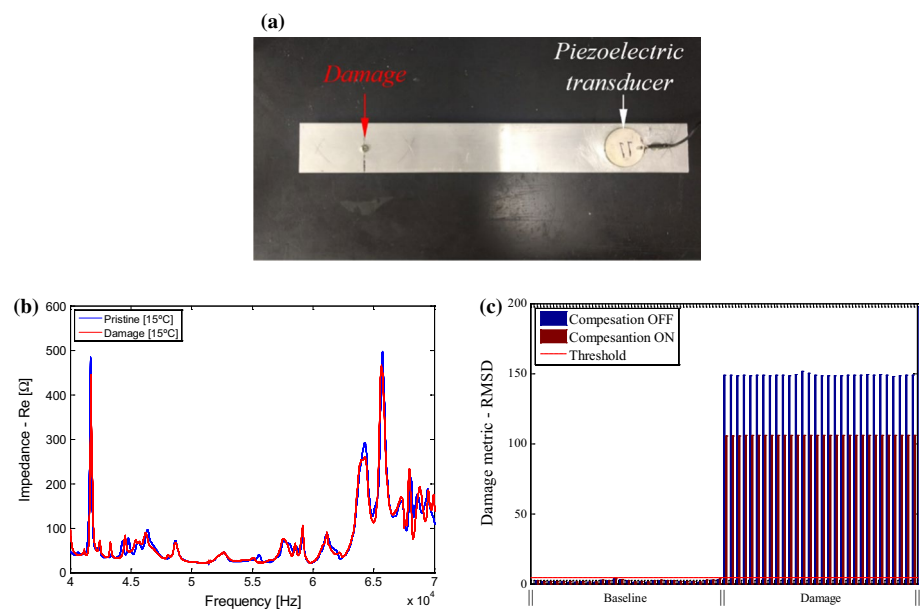 (a)
Damage
Piezoelectric
transducer
(b)
600
500
400
300
200
100
0
Impedance - Re [Ω]
Pristine [15ºC]
Damage [15ºC]
4
4.5
5
5.5
6
6.5
7
x 10⁴
Frequency [Hz]
(c)
200
150
100
50
0
Damage metric - RMSD
Compesation OFF
Compesantion ON
Threshold
Baseline
Damage